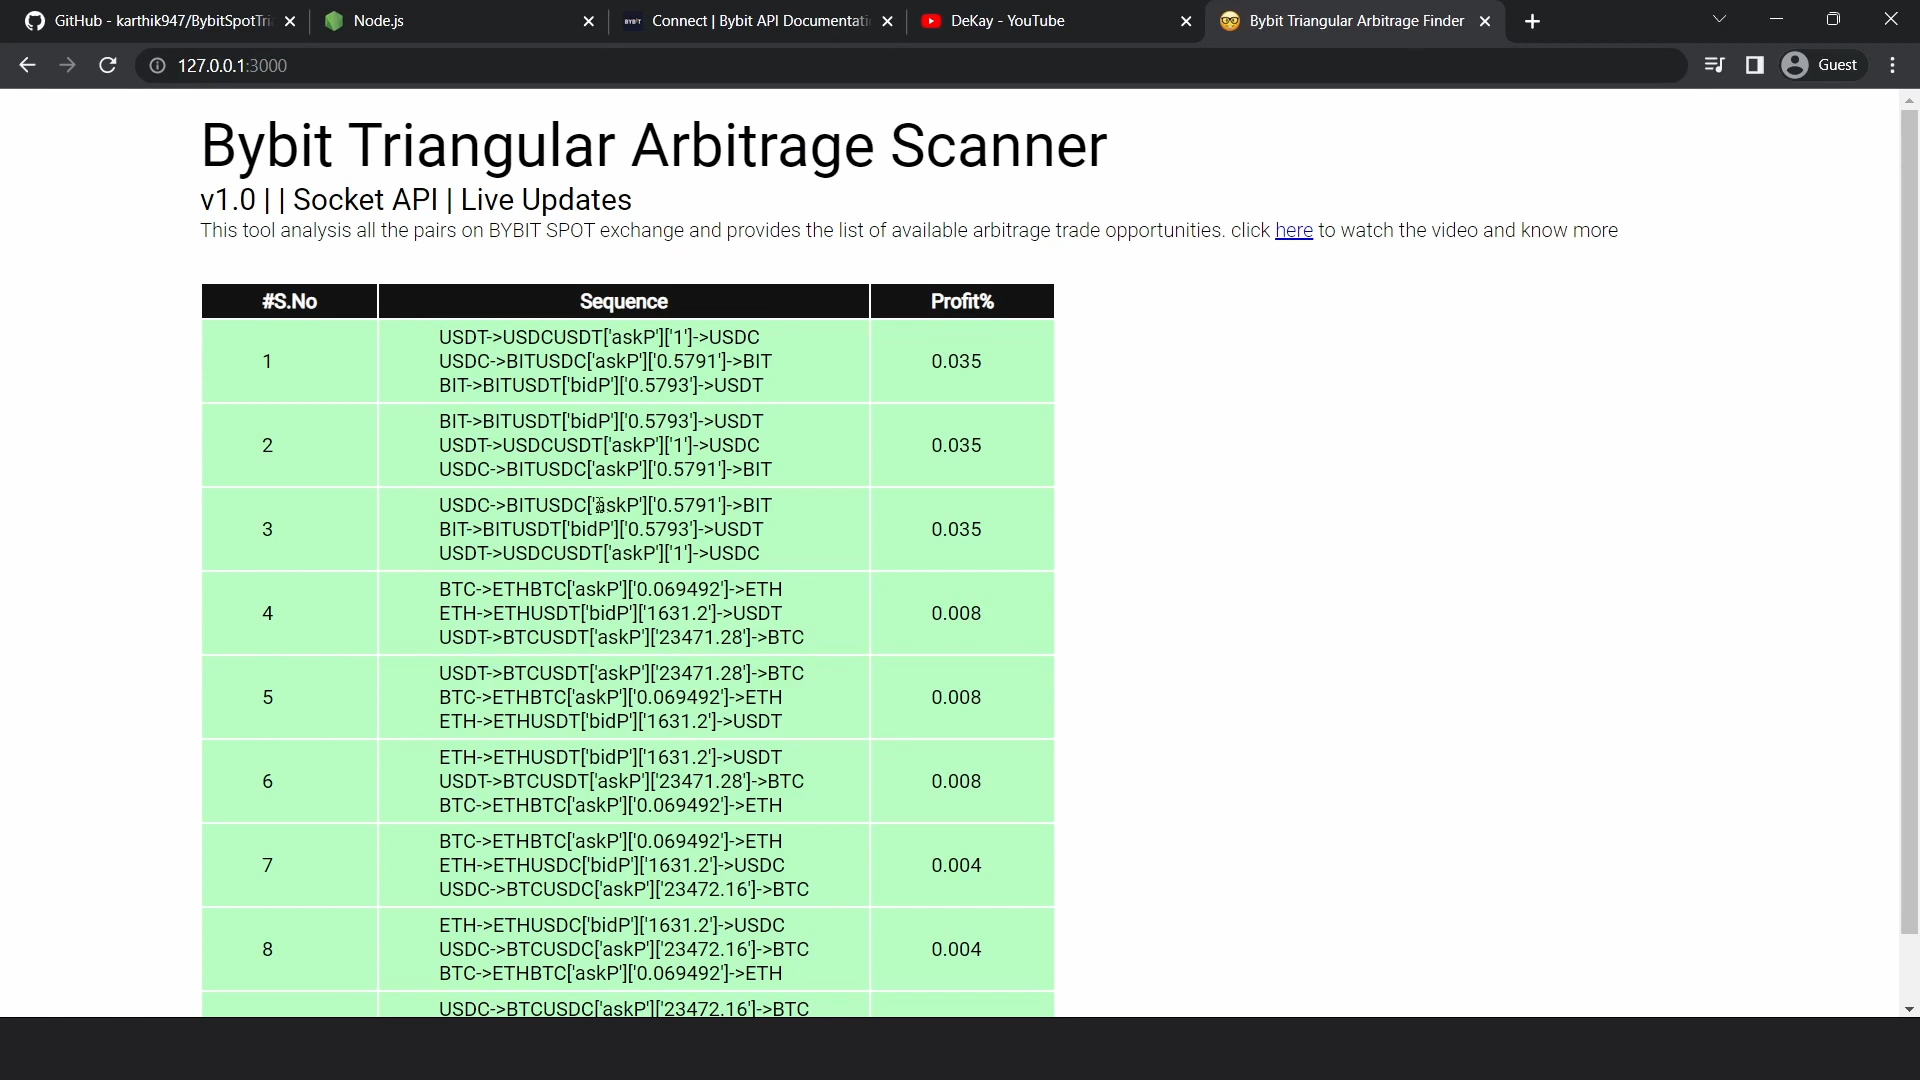 GitHub - karthik947/BybitSpotTri
Node.js
BYBIT
Connect | Bybit API Documentati
DeKay - YouTube
Bybit Triangular Arbitrage Finder
127.0.0.1:3000
Guest
Bybit Triangular Arbitrage Scanner
v1.0 | | Socket API | Live Updates
This tool analysis all the pairs on BYBIT SPOT exchange and provides the list of available arbitrage trade opportunities. click here to watch the video and know more
#S.No Sequence Profit%
USDT->USDCUSDT['askP']['1']->USDC
1 USDC->BITUSDC['askP']['0.5791']->BIT 0.035
BIT->BITUSDT['bidP']['0.5793']->USDT
BIT->BITUSDT['bidP']['0.5793']->USDT
2 USDT->USDCUSDT['askP']['1']->USDC 0.035
USDC->BITUSDC['askP']['0.5791']->BIT
USDC->BITUSDC['askP']['0.5791']->BIT
3 BIT->BITUSDT['bidP']['0.5793']->USDT 0.035
USDT->USDCUSDT['askP']['1']->USDC
BTC->ETHBTC['askP']['0.069492']->ETH
4 ETH->ETHUSDT['bidP']['1631.2']->USDT 0.008
USDT->BTCUSDT['askP']['23471.28']->BTC
USDT->BTCUSDT['askP']['23471.28']->BTC
5 BTC->ETHBTC['askP']['0.069492']->ETH 0.008
ETH->ETHUSDT['bidP']['1631.2']->USDT
ETH->ETHUSDT['bidP']['1631.2']->USDT
6 USDT->BTCUSDT['askP']['23471.28']->BTC 0.008
BTC->ETHBTC['askP']['0.069492']->ETH
BTC->ETHBTC['askP']['0.069492']->ETH
7 ETH->ETHUSDC['bidP']['1631.2']->USDC 0.004
USDC->BTCUSDC['askP']['23472.16']->BTC
ETH->ETHUSDC['bidP']['1631.2']->USDC
8 USDC->BTCUSDC['askP']['23472.16']->BTC 0.004
BTC->ETHBTC['askP']['0.069492']->ETH
USDC->BTCUSDC['askP']['23472.16']->BTC